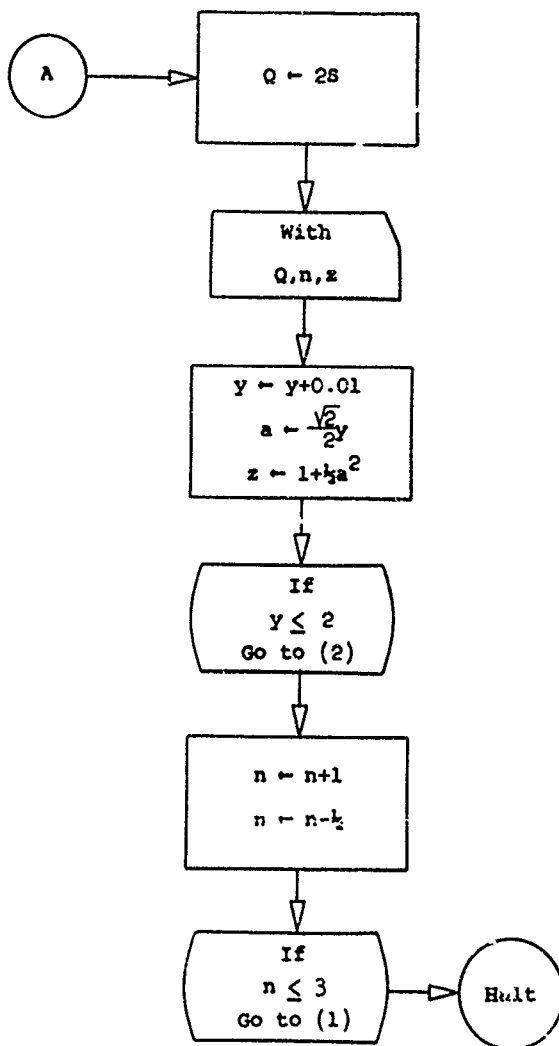 A
Q ← 2S
With
Q,n,z
y ← y+0.01
a ← √2/2 y
z ← 1+½a²
If
y ≤ 2
Go to (2)
n ← n+1
n ← n-½
If
n ≤ 3
Go to (1)
Halt